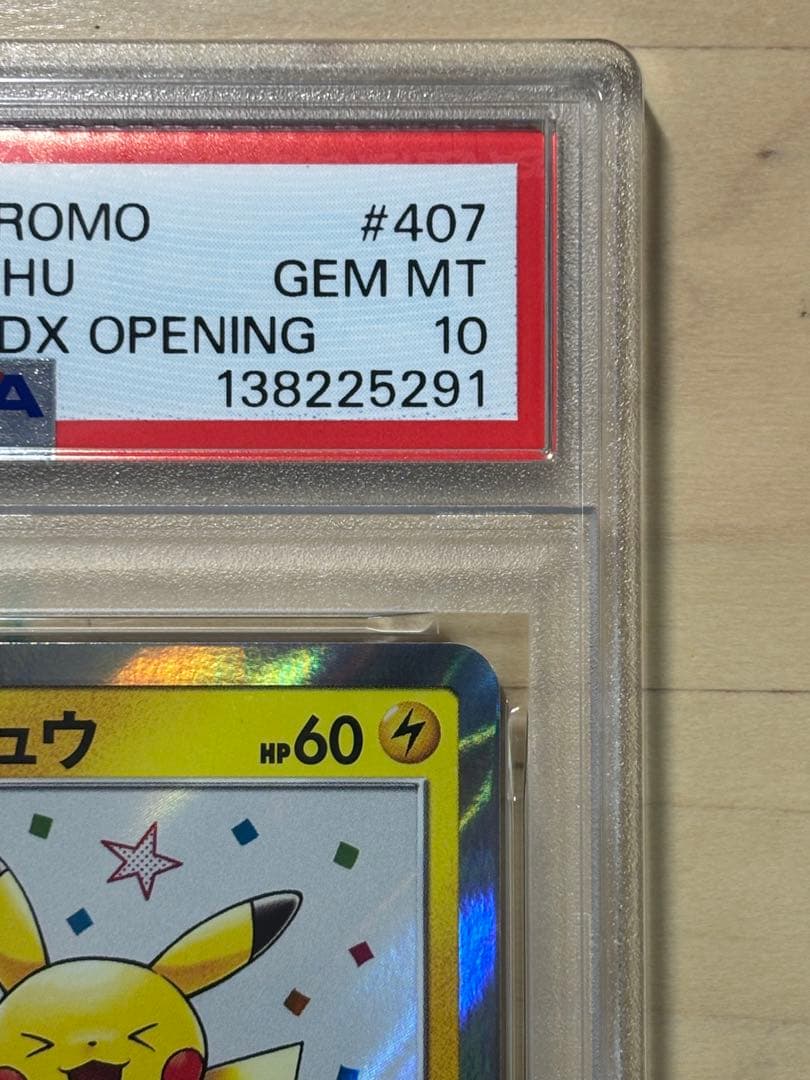 ROMO #407
HU GEM MT
DX OPENING 10
138225291
A
ュウ HP60